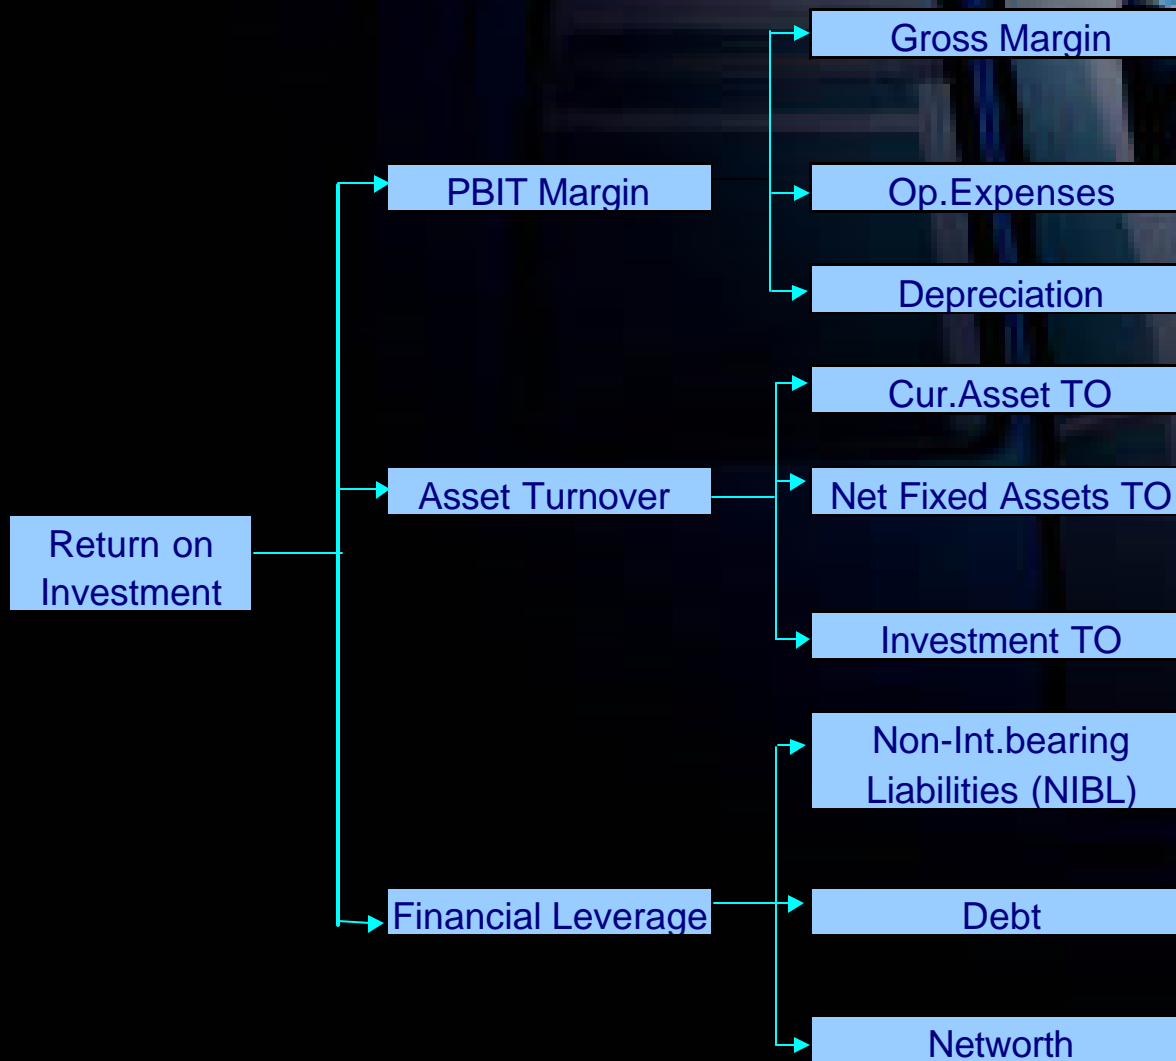 Gross Margin
PBIT Margin
Op.Expenses
Depreciation
Cur.Asset TO
Asset Turnover
Net Fixed Assets TO
Return on
Investment
Investment TO
Non-Int.bearing
Liabilities (NIBL)
Financial Leverage
Debt
Networth